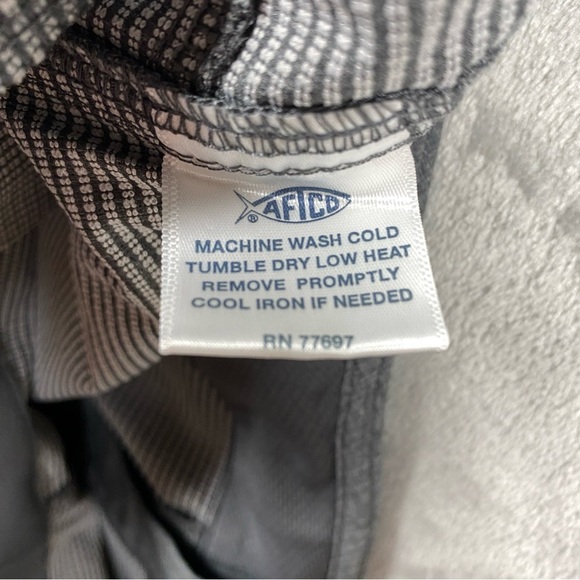 AFTCO
®
MACHINE WASH COLD
TUMBLE DRY LOW HEAT
REMOVE PROMPTLY
COOL IRON IF NEEDED
RN 77697